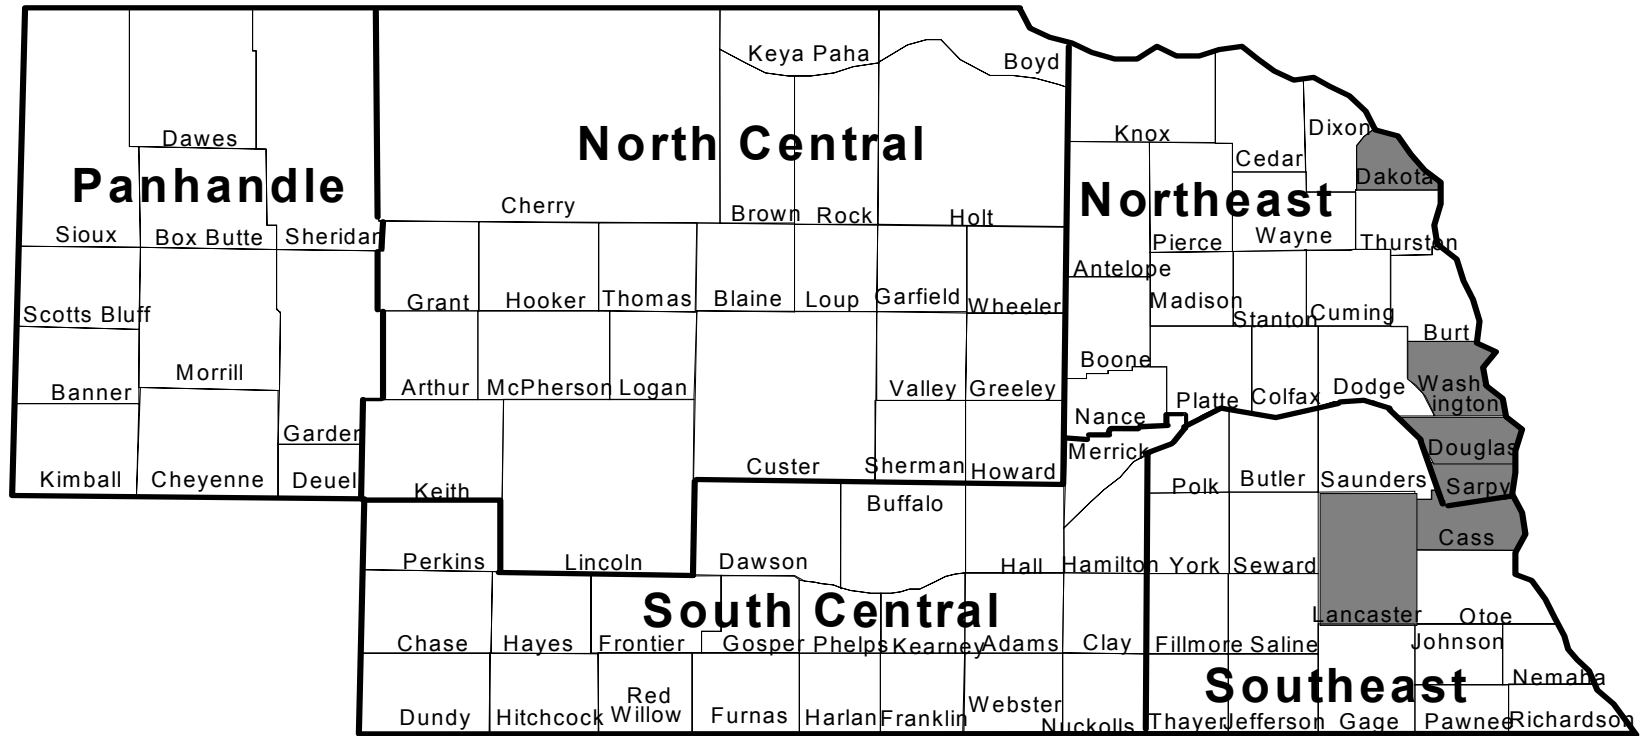 Keya Paha
Boyd
Dawes
North Central
Knox
Dixon
Cedar
Dakota
Panhandle
Northeast
Cherry
Brown
Rock
Holt
Sioux
Box Butte
Sheridan
Pierce
Wayne
Thurston
Antelope
Scotts Bluff
Grant
Hooker
Thomas
Blaine
Loup
Garfield
Wheeler
Madison
Stanton
Cuming
Burt
Banner
Morrill
Arthur
McPherson
Logan
Valley
Greeley
Boone
Nance
Platte
Colfax
Dodge
Wash
ington
Garden
Kimball
Cheyenne
Deuel
Keith
Custer
Sherman
Howard
Merrick
Polk
Butler
Saunders
Douglas
Sarpy
Buffalo
Cass
Perkins
Lincoln
Dawson
Hall
Hamilton
York
Seward
South Central
Lancaster
Otoe
Chase
Hayes
Frontier
Gosper
Phelps
Kearney
Adams
Clay
Fillmore
Saline
Johnson
Southeast
Nemaha
Dundy
Hitchcock
Red
Willow
Furnas
Harlan
Franklin
Webster
Nuckolls
Thayer
Jefferson
Gage
Pawnee
Richardson